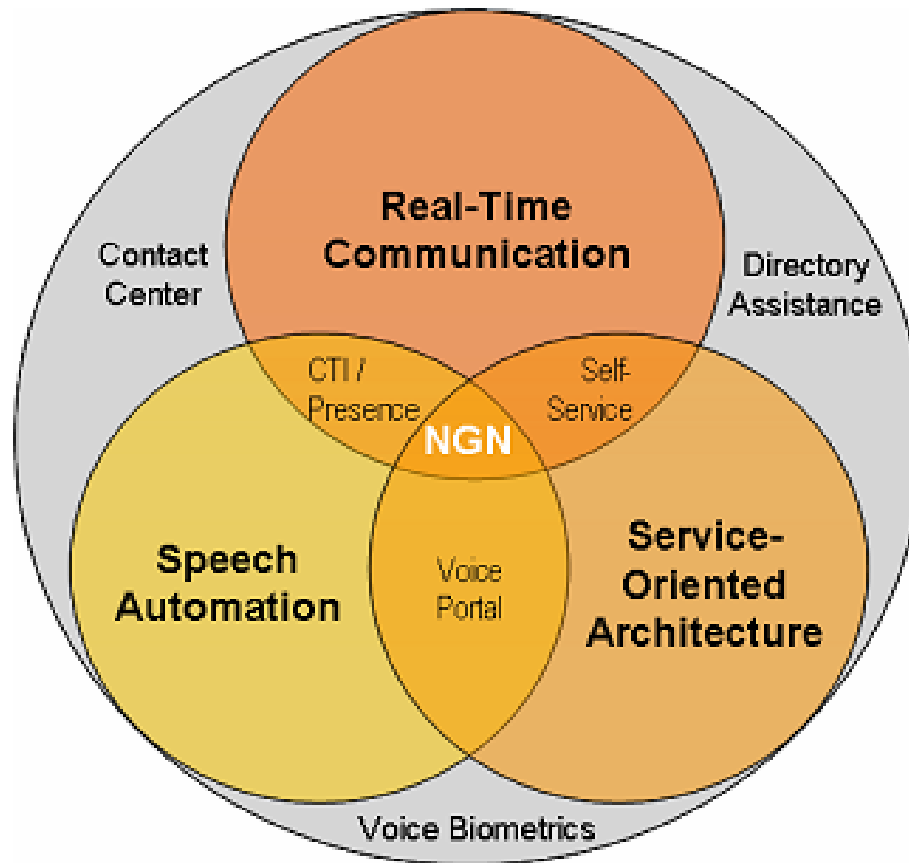 Real-Time
Communication
Contact
Center
Directory
Assistance
CTI /
Presence
Self-
Service
NGN
Speech
Automation
Voice
Portal
Service-
Oriented
Architecture
Voice Biometrics